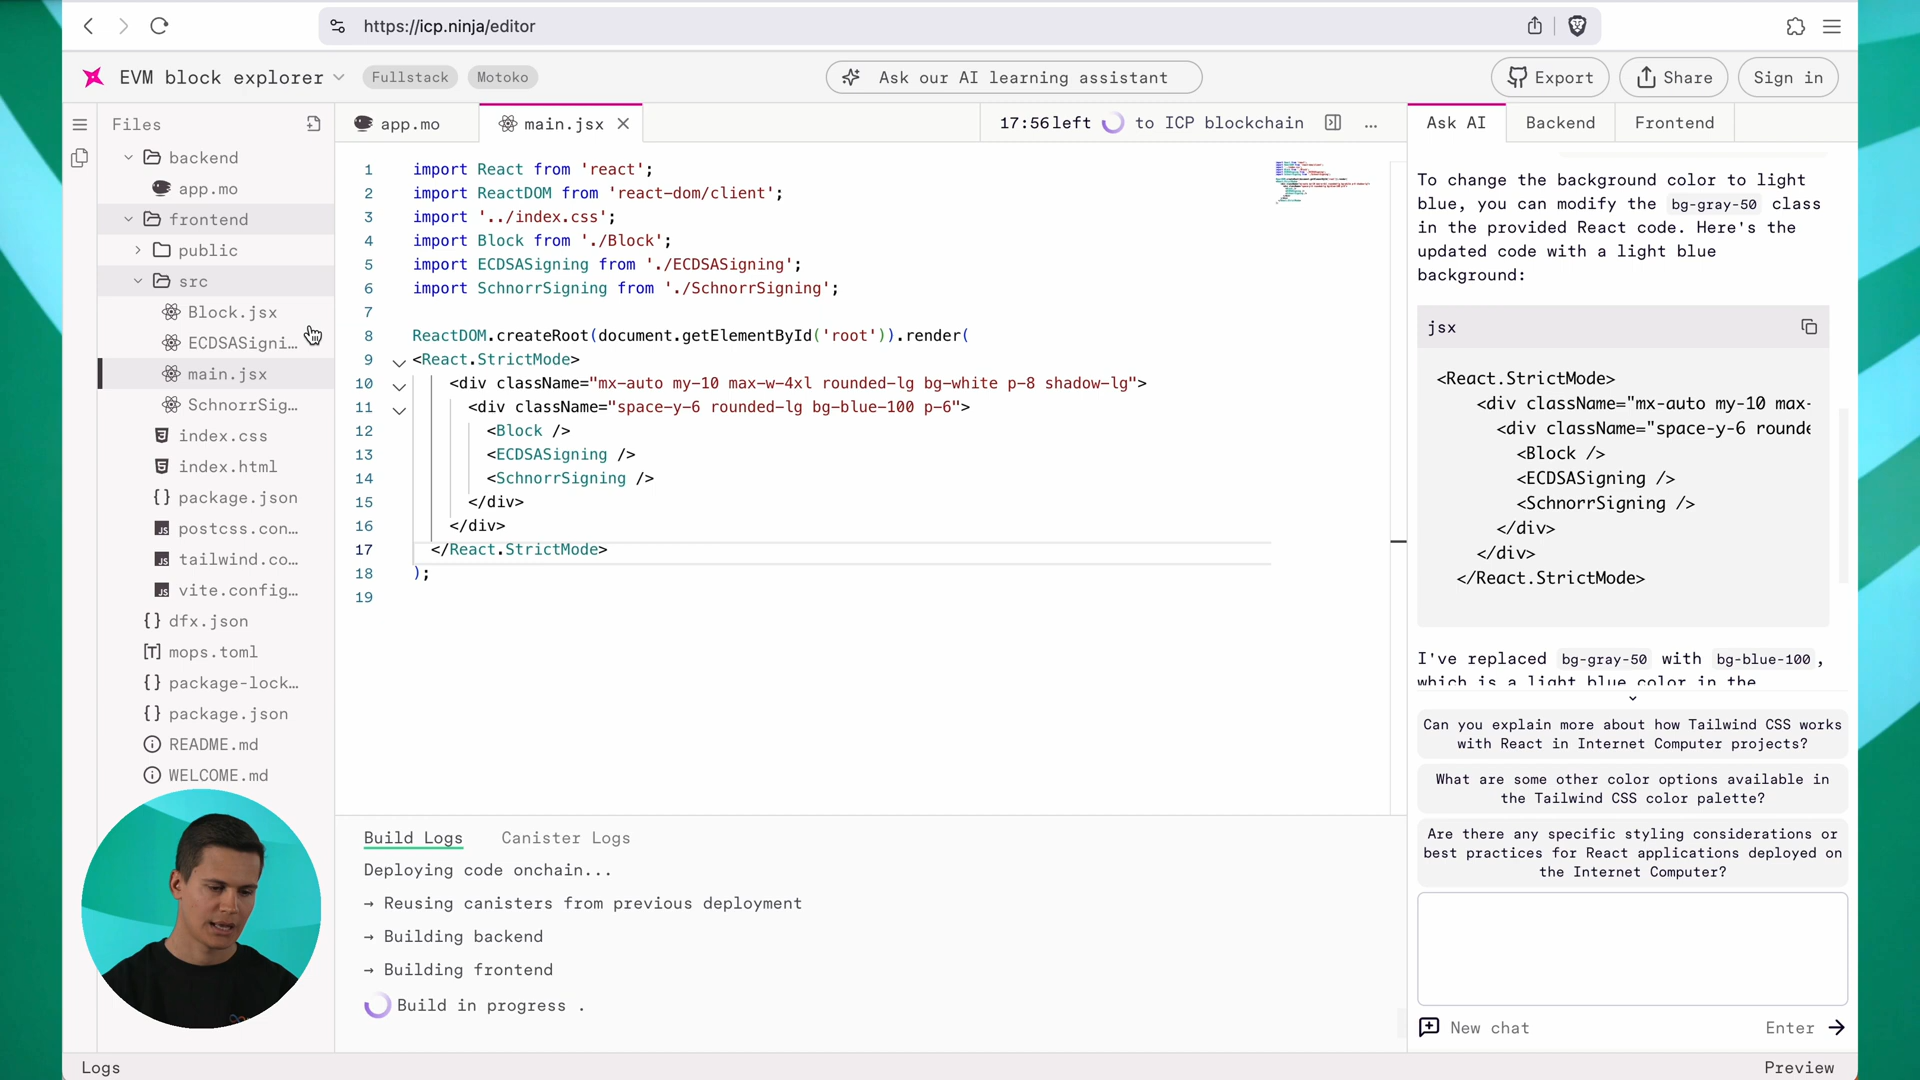 https://icp.ninja/editor
EVM block explorer
Fullstack
Motoko
Ask our AI learning assistant
Export
Share
Sign in
Files
backend
app.mo
frontend
public
src
Block.jsx
ECDSASigni...
main.jsx
SchnorrSig...
index.css
index.html
package.json
postcss.con...
tailwind.co...
vite.config...
dfx.json
mops.toml
package-lock...
package.json
README.md
WELCOME.md
app.mo
main.jsx
17:56left
to ICP blockchain
...
1 import React from 'react';
2 import ReactDOM from 'react-dom/client';
3 import '../index.css';
4 import Block from './Block';
5 import ECDSASigning from './ECDSASigning';
6 import SchnorrSigning from './SchnorrSigning';
7
8 ReactDOM.createRoot(document.getElementById('root')).render(
9 <React.StrictMode>
10 <div className="mx-auto my-10 max-w-4xl rounded-lg bg-white p-8 shadow-lg">
11 <div className="space-y-6 rounded-lg bg-blue-100 p-6">
12 <Block />
13 <ECDSASigning />
14 <SchnorrSigning />
15 </div>
16 </div>
17 </React.StrictMode>
18 );
19
Build Logs
Canister Logs
Deploying code onchain...
→ Reusing canisters from previous deployment
→ Building backend
→ Building frontend
Build in progress .
Ask AI
Backend
Frontend
To change the background color to light
blue, you can modify the bg-gray-50 class
in the provided React code. Here's the
updated code with a light blue
background:
jsx
<React.StrictMode>
<div className="mx-auto my-10 max-
<div className="space-y-6 rounde
<Block />
<ECDSASigning />
<SchnorrSigning />
</div>
</div>
</React.StrictMode>
I've replaced bg-gray-50 with bg-blue-100,
which is a light blue color in the
Can you explain more about how Tailwind CSS works
with React in Internet Computer projects?
What are some other color options available in
the Tailwind CSS color palette?
Are there any specific styling considerations or
best practices for React applications deployed on
the Internet Computer?
New chat
Enter →
Logs
Preview